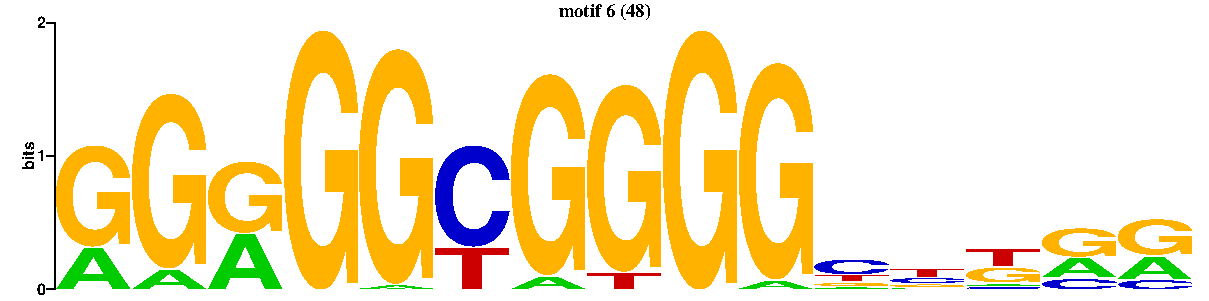 motif 6 (48)
2
bits
1
0
G G G G G C G G G G C T T G G
A A A A T A T A T C G A A
G G A C C
A A C